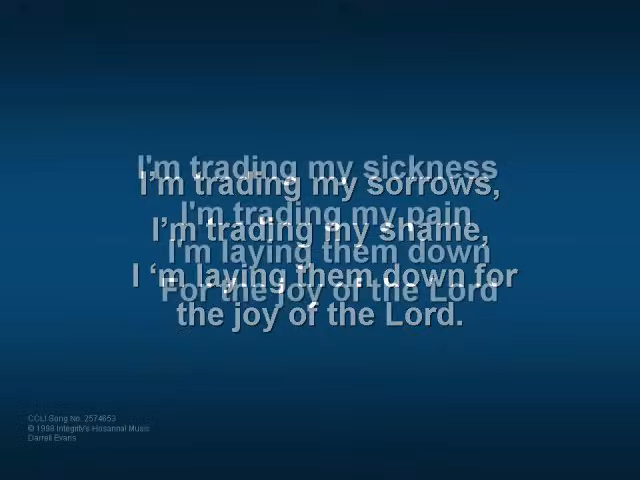 I'm trading my sickness
I’m trading my sorrows,
I'm trading my pain
I’m trading my shame,
I'm laying them down
I ‘m laying them down for
For the joy of the Lord
the joy of the Lord.
CCLI Song No. 2574653
© 1998 Integrity's Hosanna! Music
Darrell Evans